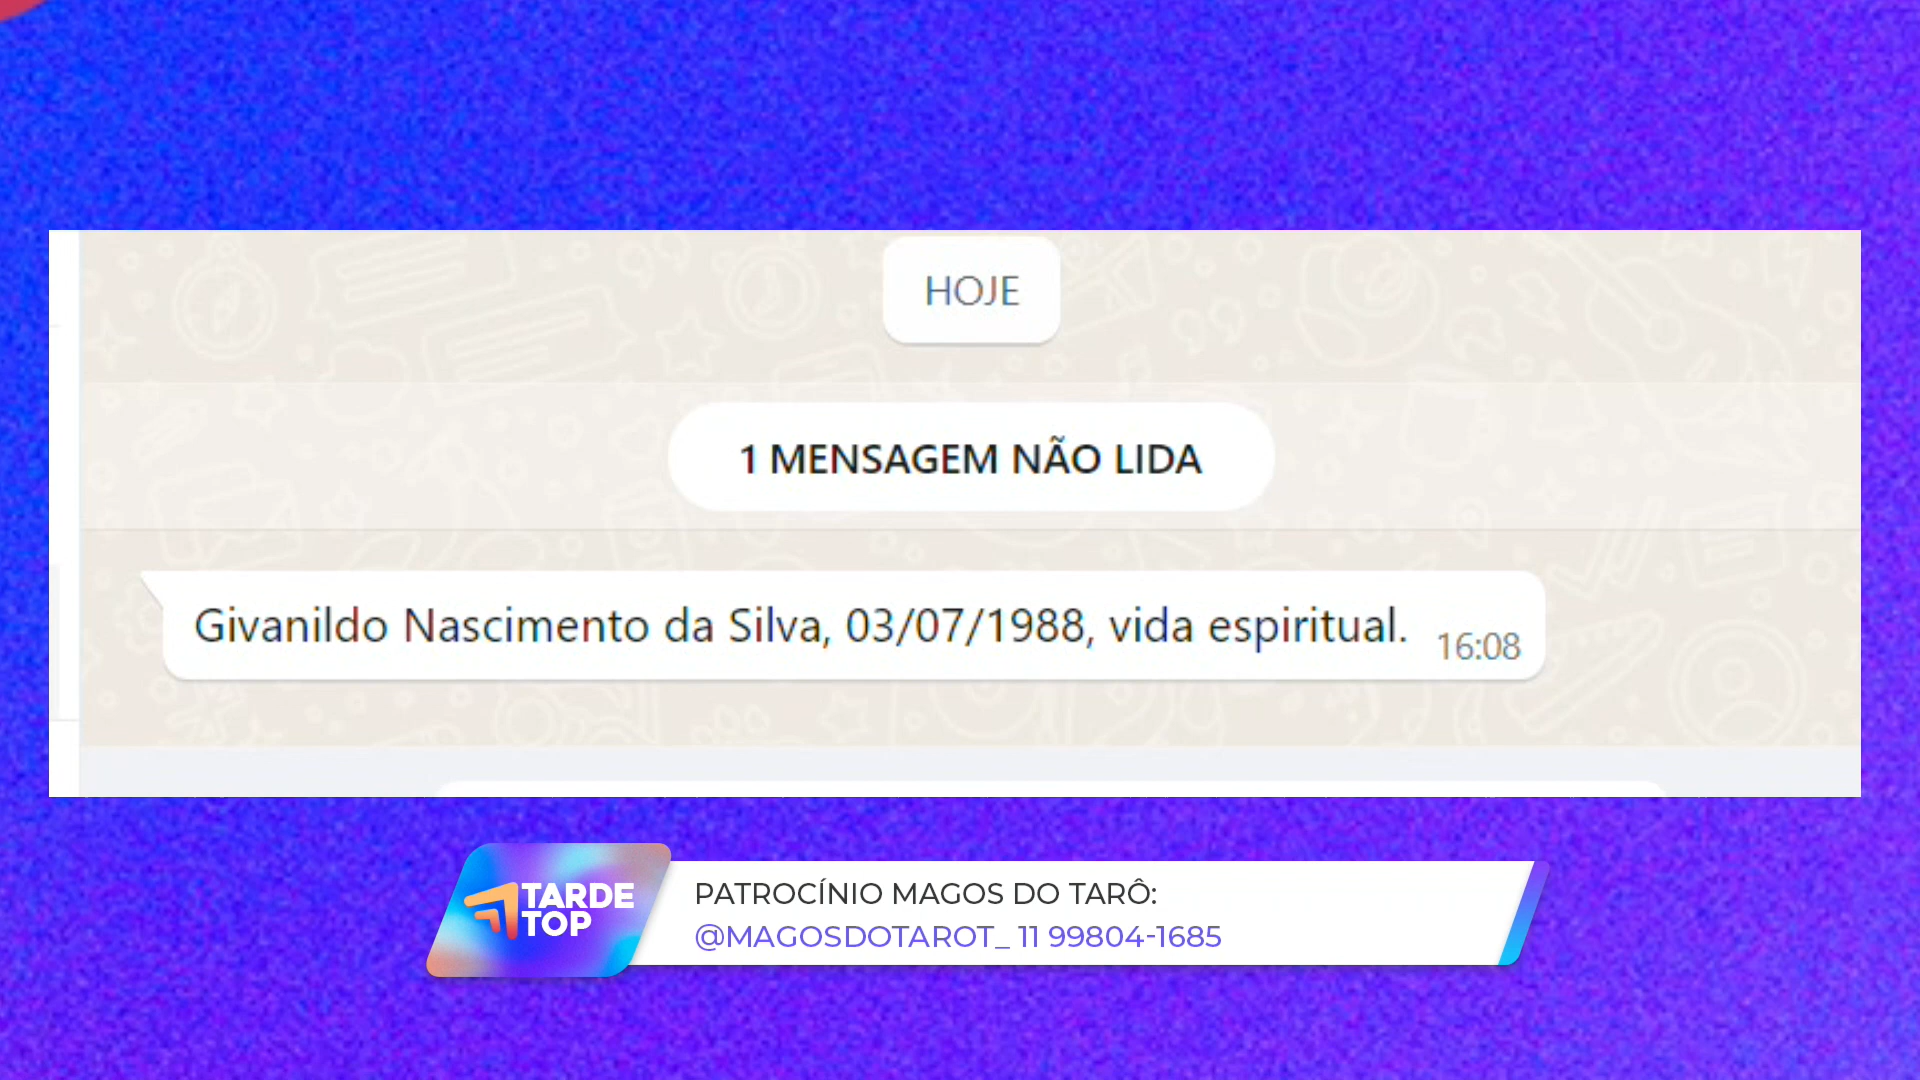 HOJE
1 MENSAGEM NÃO LIDA
Givanildo Nascimento da Silva, 03/07/1988, vida espiritual.
16:08
TARDE
TOP
PATROCÍNIO MAGOS DO TARÔ:
@MAGOSDOTAROT_ 11 99804-1685